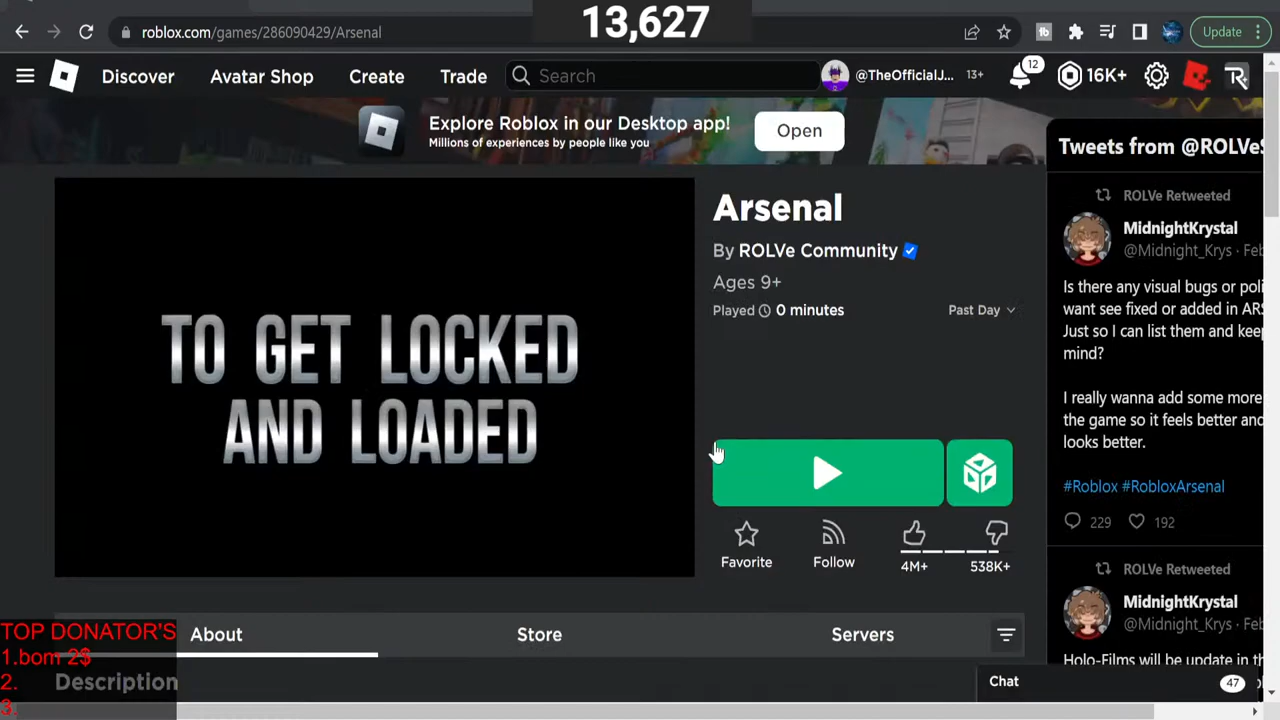 13,627
roblox.com/games/286090429/Arsenal
Update
Discover
Avatar Shop
Create
Trade
Search
@TheOfficialJ...
13+
12
16K+
Explore Roblox in our Desktop app!
Millions of experiences by people like you
Open
TO GET LOCKED
AND LOADED
Arsenal
By ROLVe Community
Ages 9+
Played 0 minutes
Past Day
Favorite
Follow
4M+
538K+
Tweets from @ROLVe
ROLVe Retweeted
MidnightKrystal
@Midnight_Krys · Feb
Is there any visual bugs or poli
want see fixed or added in ARS
Just so I can list them and keep
mind?
I really wanna add some more
the game so it feels better and
looks better.
#Roblox #RobloxArsenal
229
192
ROLVe Retweeted
MidnightKrystal
@Midnight_Krys · Feb
Holo-Films will be update in th
About
Store
Servers
Description
TOP DONATOR'S
1.bom 2$
2.
3.
Chat
47